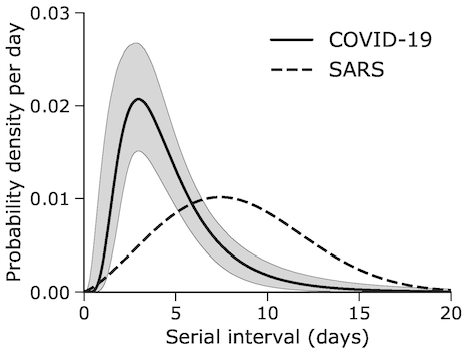 0.03
COVID-19
SARS
0.02
0.01
0.00
Probability density per day
0
5
10
15
20
Serial interval (days)